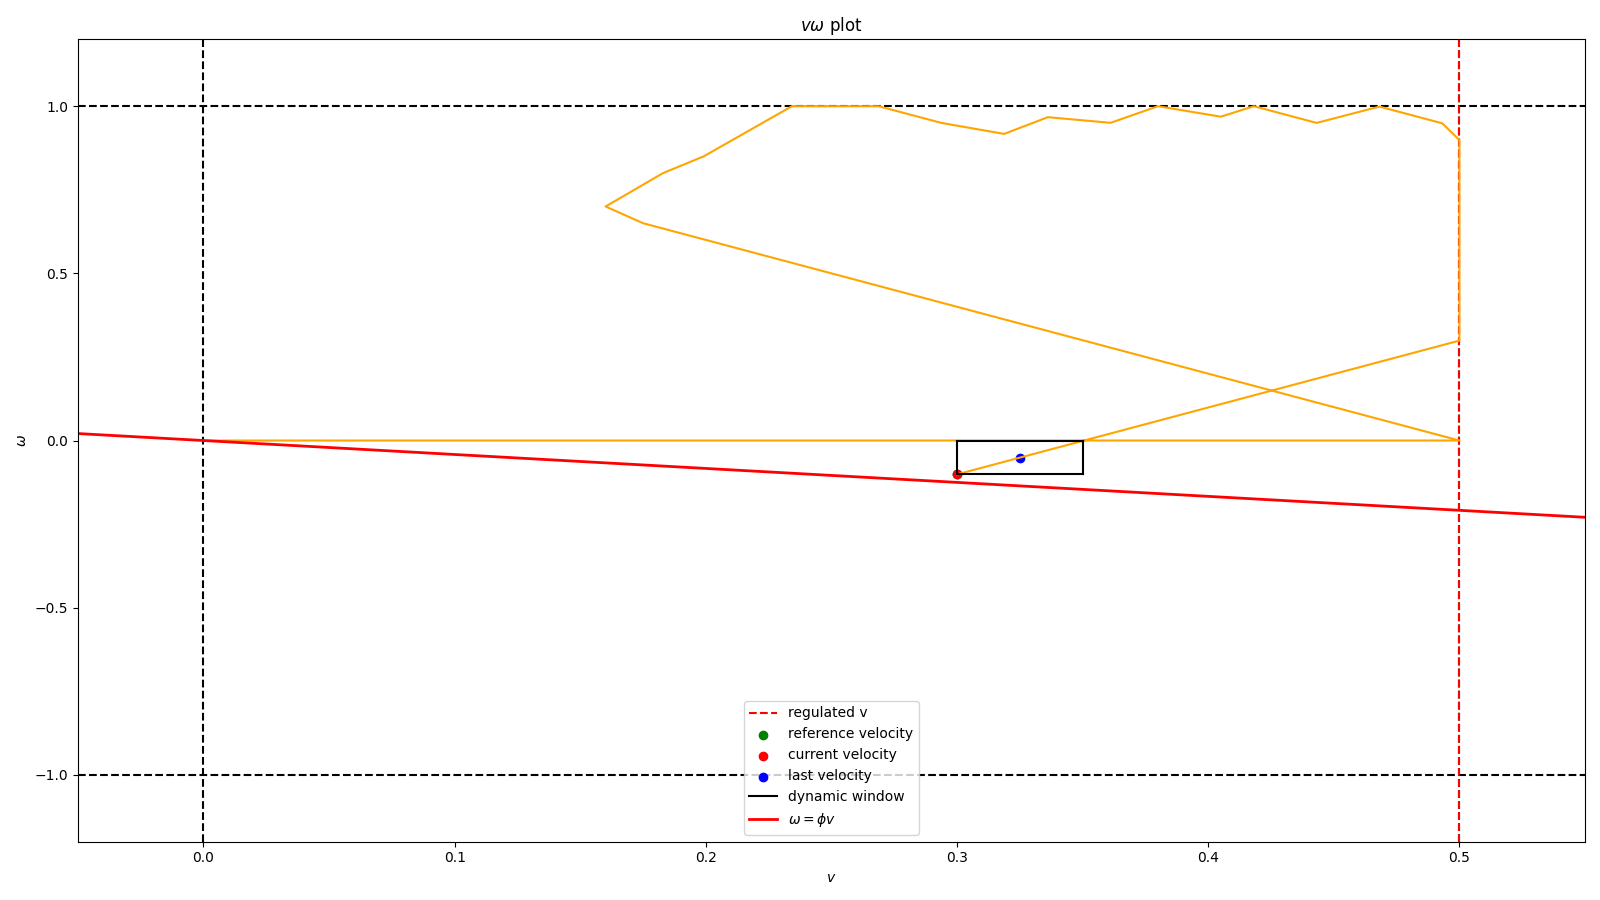 vω plot
1.0
0.5
0.0
−0.5
−1.0
ω
0.0 0.1 0.2 0.3 0.4 0.5
v
regulated v
reference velocity
current velocity
last velocity
dynamic window
ω = ϕv